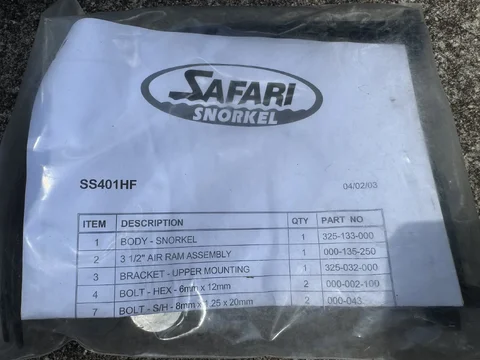 SAFARI
SNORKEL
SS401HF 04/02/03
ITEM DESCRIPTION QTY PART NO
1 BODY - SNORKEL 1 325-133-000
2 3 1/2" AIR RAM ASSEMBLY 1 000-135-250
3 BRACKET - UPPER MOUNTING 1 325-032-000
4 BOLT - HEX - 6mm x 12mm 2 000-002-100
7 BOLT - S/H - 8mm x 1.25 x 20mm 2 000-043